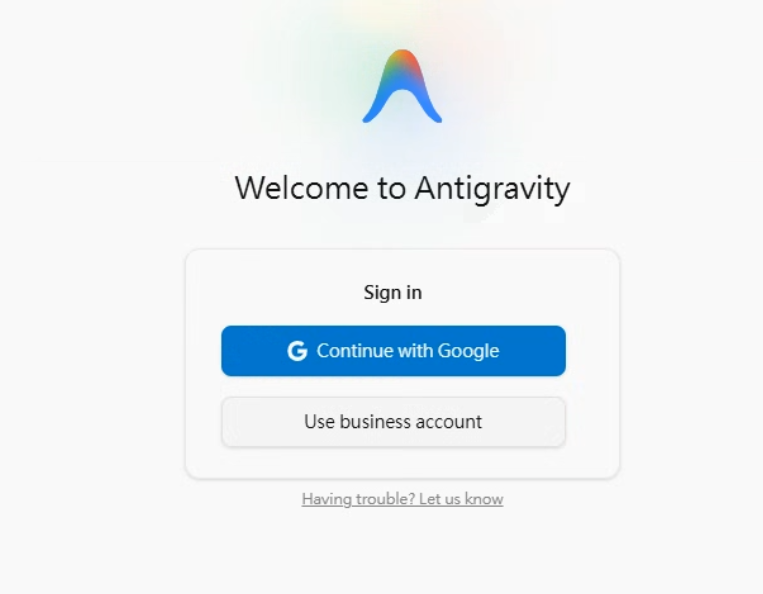 Welcome to Antigravity
Sign in
Continue with Google
Use business account
Having trouble? Let us know